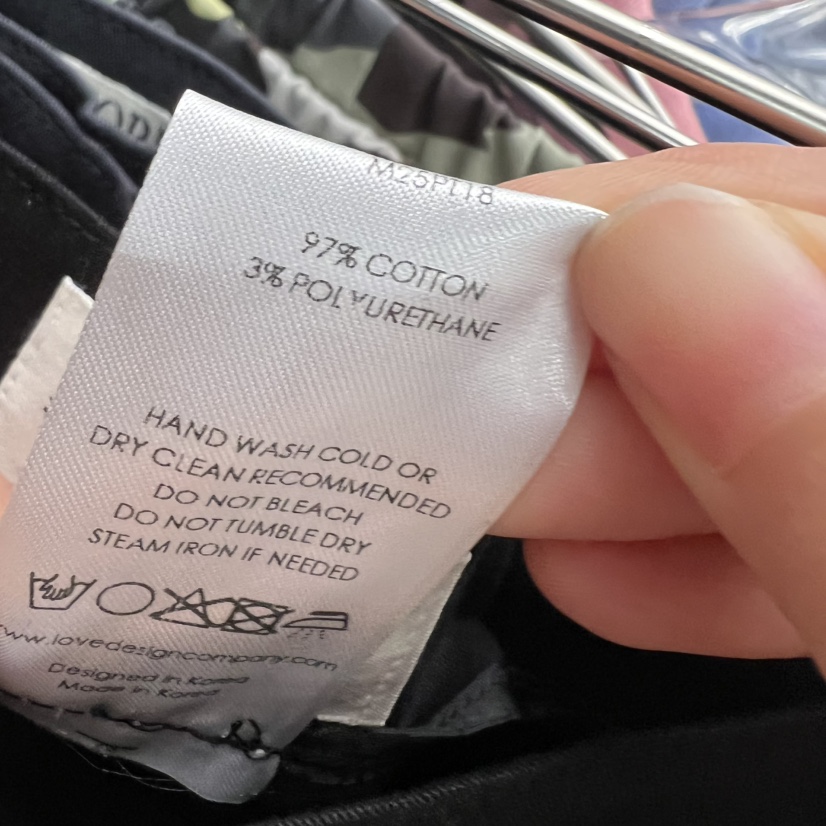 M25PT18
97% COTTON
3% POLYURETHANE
HAND WASH COLD OR
DRY CLEAN RECOMMENDED
DO NOT BLEACH
DO NOT TUMBLE DRY
STEAM IRON IF NEEDED
www.lovedesigncompany.com
Designed in Korea
Made in Korea